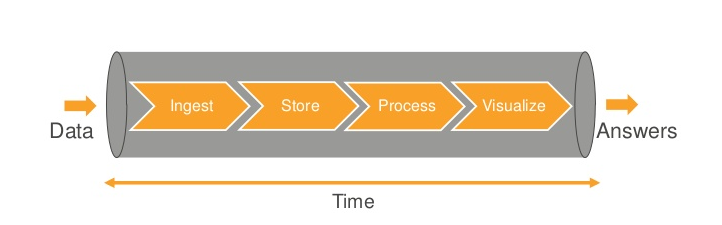 Ingest
Store
Process
Visualize
Data
Answers
Time